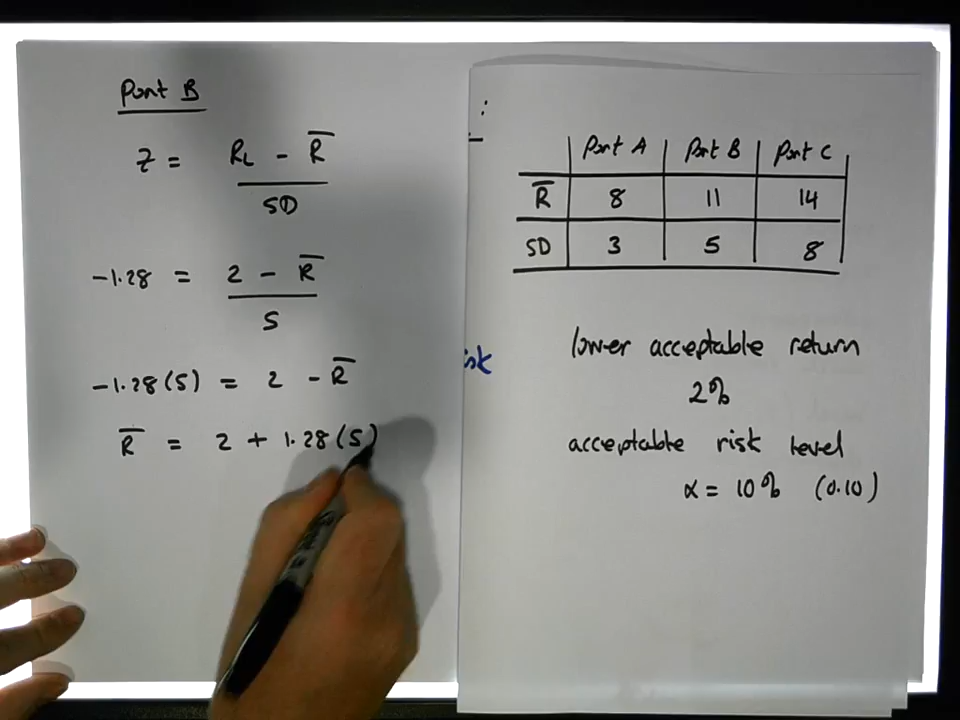 Port B
Z = RL - R̅
SD
-1.28 = 2 - R̅
5
-1.28(5) = 2 - R̅
R̅ = 2 + 1.28(5)
:
Port A Port B Port C
R̅ 8 11 14
SD 3 5 8
lower acceptable return
2%
acceptable risk level
α = 10% (0.10)